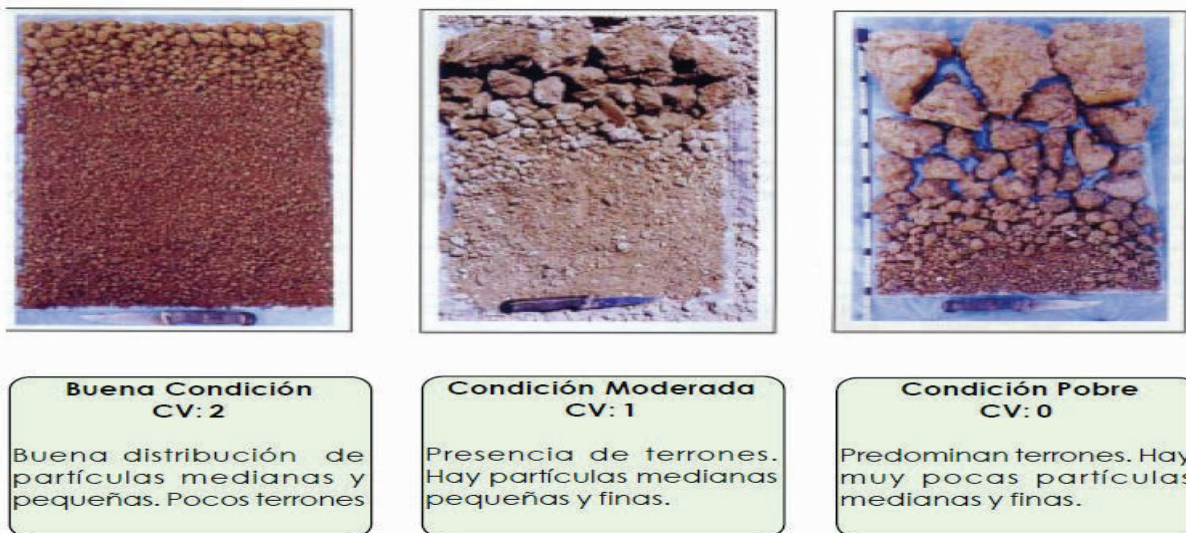 Buena Condición
CV: 2
Buena distribución de
partículas medianas y
pequeñas. Pocos terrones
Condición Moderada
CV: 1
Presencia de terrones.
Hay partículas medianas
pequeñas y finas.
Condición Pobre
CV: 0
Predominan terrones. Hay
muy pocas partículas
medianas y finas.